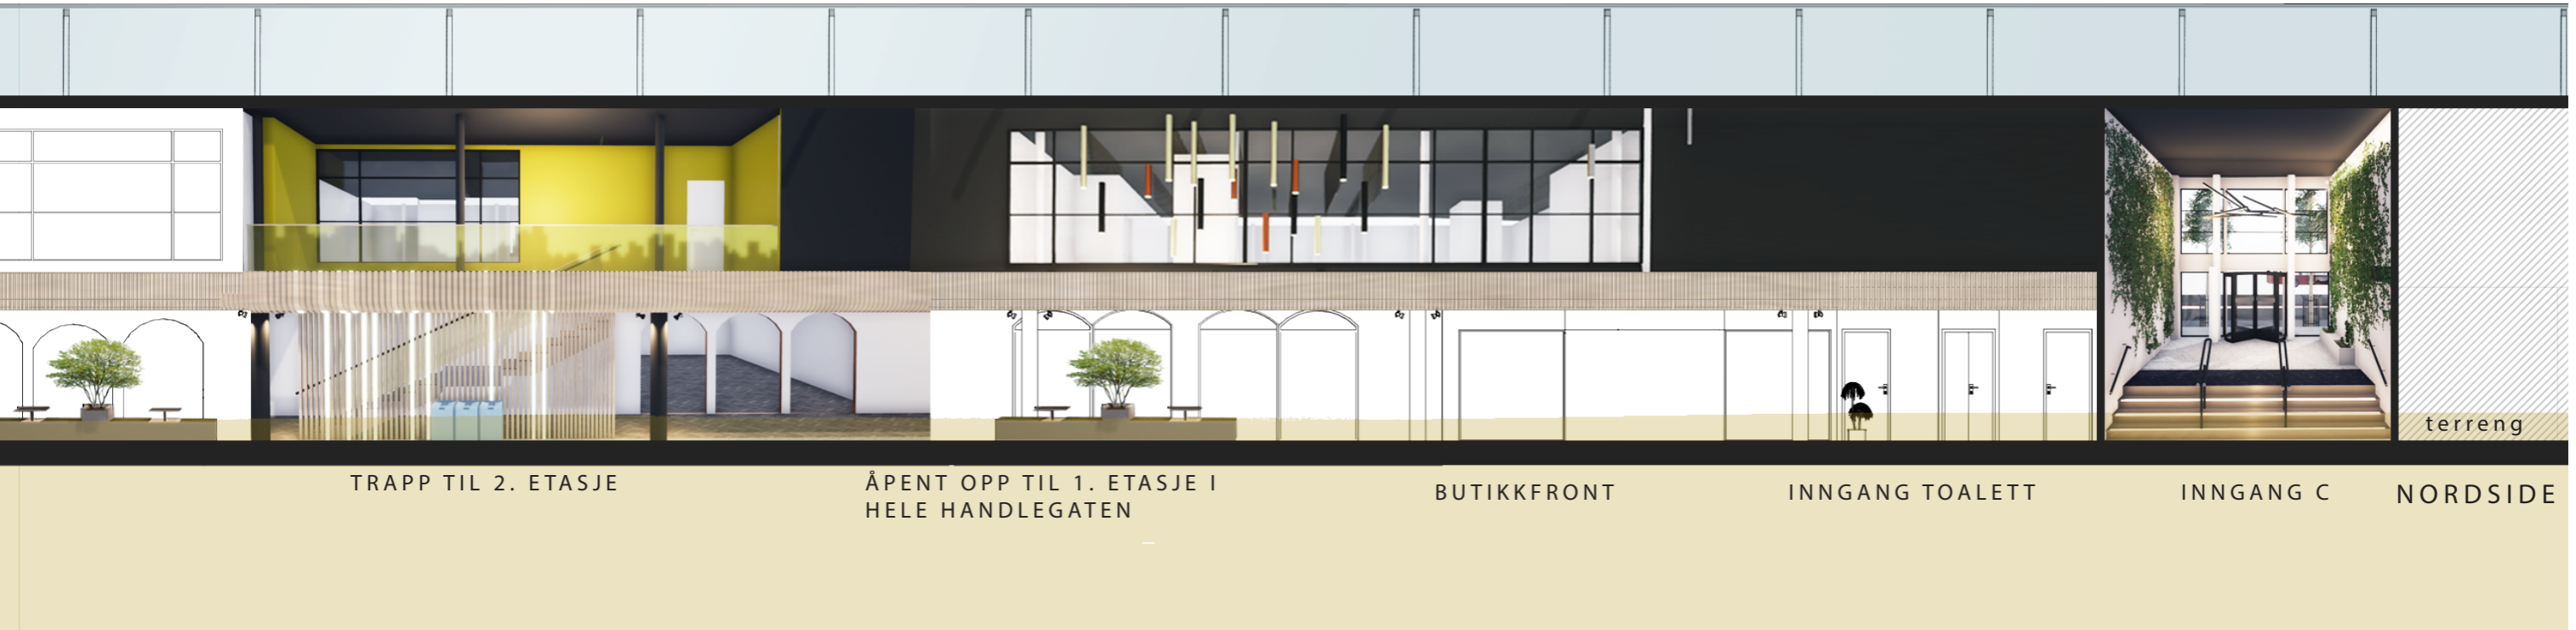 terreng
TRAPP TIL 2. ETASJE
ÅPENT OPP TIL 1. ETASJE I
HELE HANDLEGATEN
BUTIKKFRONT
INNGANG TOALETT
INNGANG C
NORDSIDE